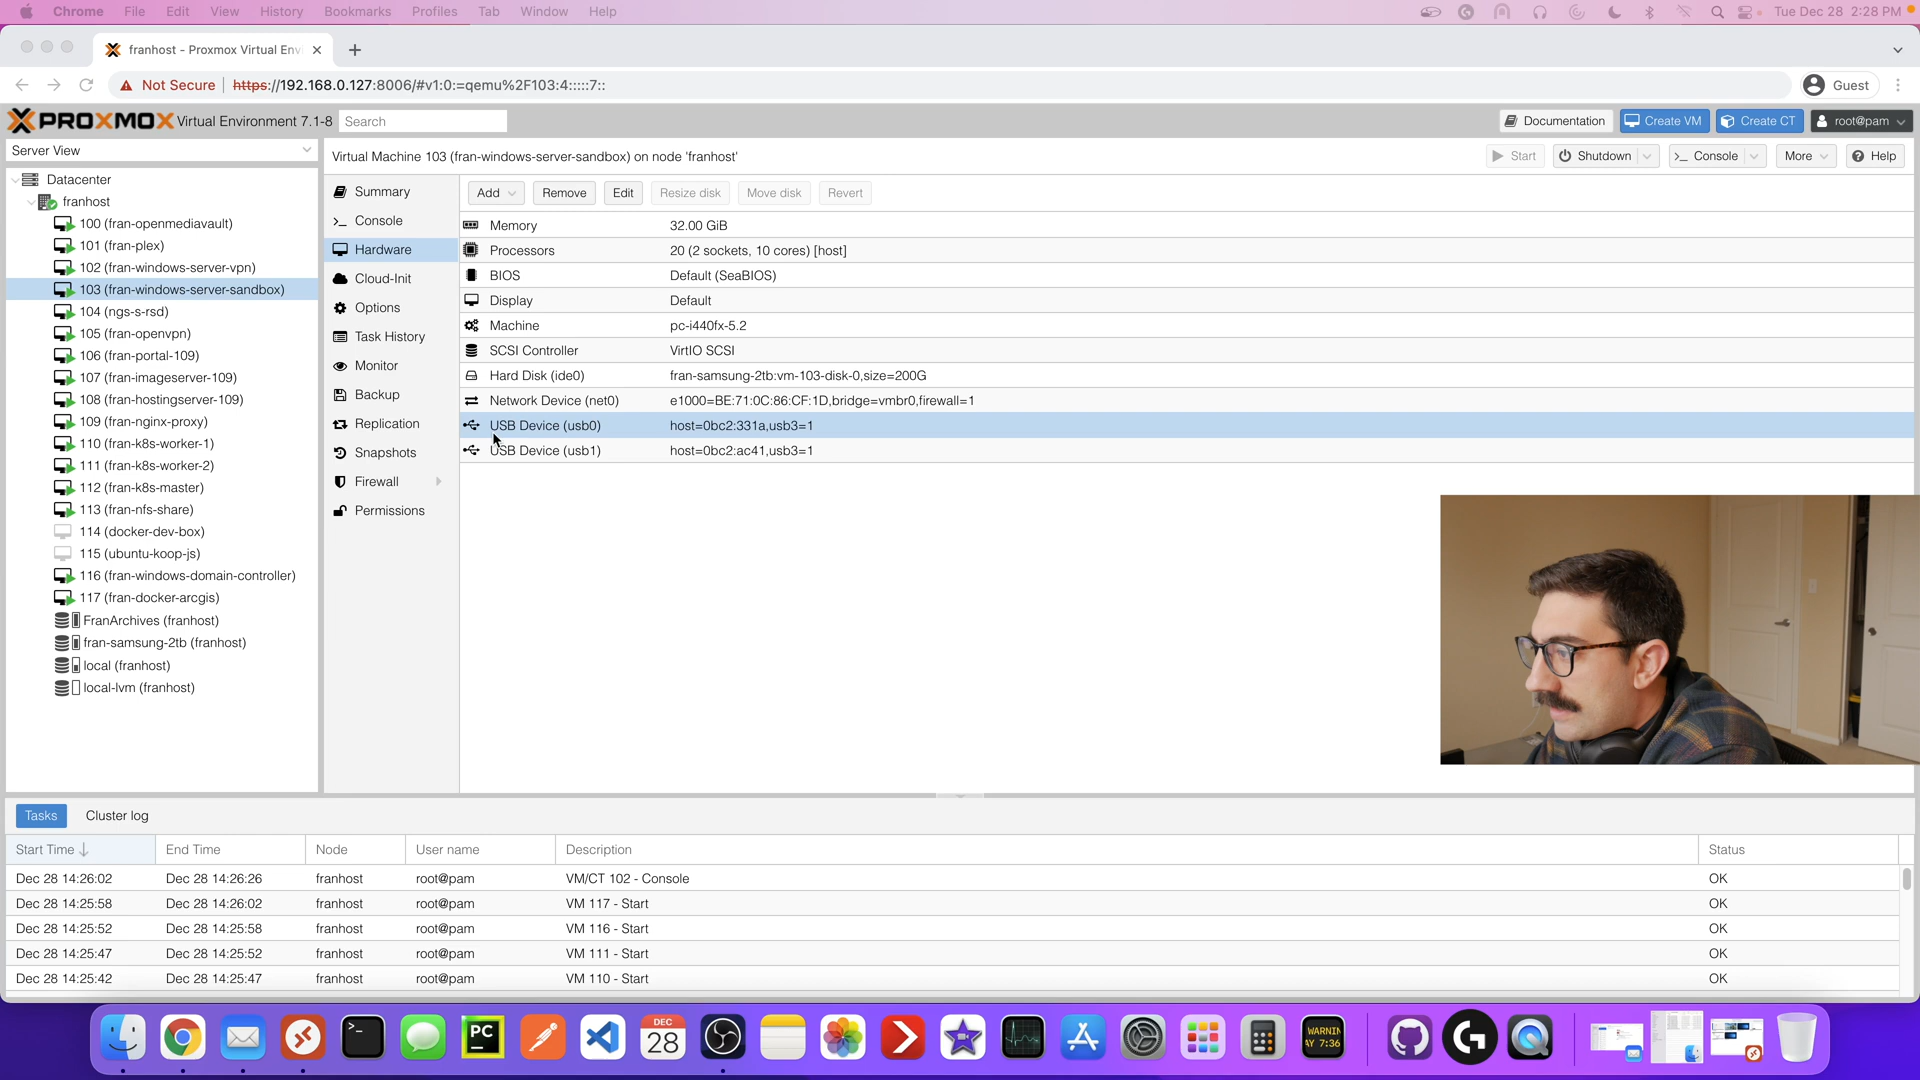 Chrome File Edit View History Bookmarks Profiles Tab Window Help Tue Dec 28 2:28 PM
franhost - Proxmox Virtual Envi
Not Secure https://192.168.0.127:8006/#v1:0:=qemu%2F103:4:::::7:: Guest
PROXMOX Virtual Environment 7.1-8 Search Documentation Create VM Create CT root@pam
Server View
Virtual Machine 103 (fran-windows-server-sandbox) on node 'franhost' Start Shutdown Console More Help
Datacenter
franhost
100 (fran-openmediavault)
101 (fran-plex)
102 (fran-windows-server-vpn)
103 (fran-windows-server-sandbox)
104 (ngs-s-rsd)
105 (fran-openvpn)
106 (fran-portal-109)
107 (fran-imageserver-109)
108 (fran-hostingserver-109)
109 (fran-nginx-proxy)
110 (fran-k8s-worker-1)
111 (fran-k8s-worker-2)
112 (fran-k8s-master)
113 (fran-nfs-share)
114 (docker-dev-box)
115 (ubuntu-koop-js)
116 (fran-windows-domain-controller)
117 (fran-docker-arcgis)
FranArchives (franhost)
fran-samsung-2tb (franhost)
local (franhost)
local-lvm (franhost)
Summary
Console
Hardware
Cloud-Init
Options
Task History
Monitor
Backup
Replication
Snapshots
Firewall
Permissions
Add Remove Edit Resize disk Move disk Revert
Memory 32.00 GiB
Processors 20 (2 sockets, 10 cores) [host]
BIOS Default (SeaBIOS)
Display Default
Machine pc-i440fx-5.2
SCSI Controller VirtIO SCSI
Hard Disk (ide0) fran-samsung-2tb:vm-103-disk-0,size=200G
Network Device (net0) e1000=BE:71:0C:86:CF:1D,bridge=vmbr0,firewall=1
USB Device (usb0) host=0bc2:331a,usb3=1
USB Device (usb1) host=0bc2:ac41,usb3=1
Tasks Cluster log
Start Time End Time Node User name Description Status
Dec 28 14:26:02 Dec 28 14:26:26 franhost root@pam VM/CT 102 - Console OK
Dec 28 14:25:58 Dec 28 14:26:02 franhost root@pam VM 117 - Start OK
Dec 28 14:25:52 Dec 28 14:25:58 franhost root@pam VM 116 - Start OK
Dec 28 14:25:47 Dec 28 14:25:52 franhost root@pam VM 111 - Start OK
Dec 28 14:25:42 Dec 28 14:25:47 franhost root@pam VM 110 - Start OK
PC
DEC
28
WARNIN
AY 7:36